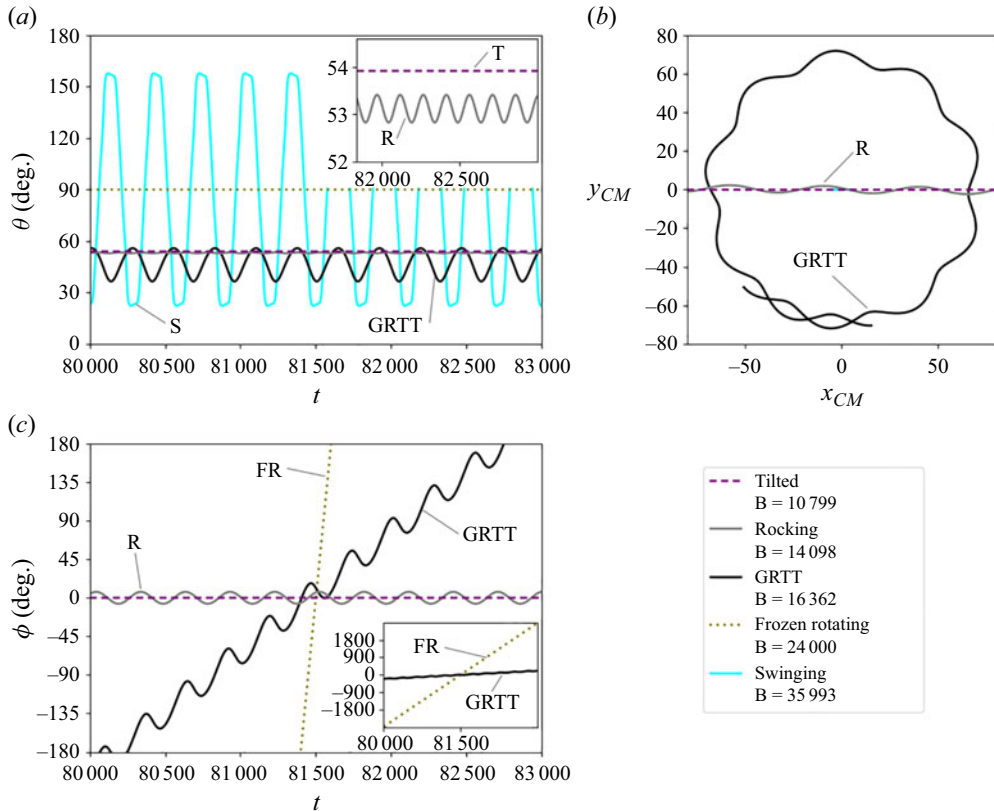 (a)
180
150
120
90
60
30
0
θ (deg.)
S
GRTT
80 000 80 500 81 000 81 500 82 000 82 500 83 000
t
54
53
52
T
R
82 000 82 500
(b)
80
60
40
20
0
–20
–40
–60
–80
y_CM
R
GRTT
–50 0 50
x_CM
(c)
180
135
90
45
0
–45
–90
–135
–180
ϕ (deg.)
R
FR
GRTT
80 000 80 500 81 000 81 500 82 000 82 500 83 000
t
1800
900
0
–900
–1800
FR
GRTT
80 000 81 500
Tilted
B = 10 799
Rocking
B = 14 098
GRTT
B = 16 362
Frozen rotating
B = 24 000
Swinging
B = 35 993